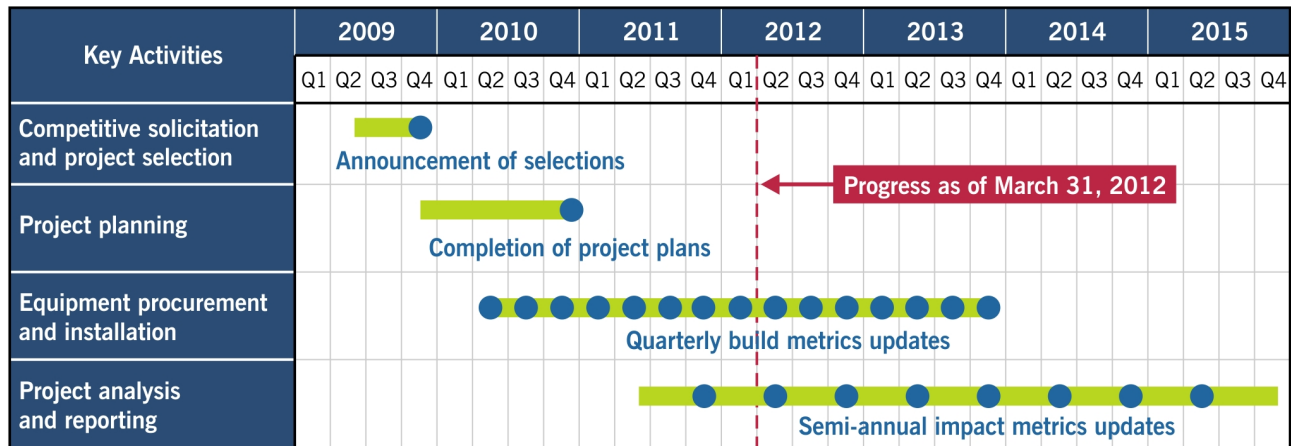 Key Activities
2009 2010 2011 2012 2013 2014 2015
Q1 Q2 Q3 Q4 Q1 Q2 Q3 Q4 Q1 Q2 Q3 Q4 Q1 Q2 Q3 Q4 Q1 Q2 Q3 Q4 Q1 Q2 Q3 Q4 Q1 Q2 Q3 Q4
Competitive solicitation
and project selection
Announcement of selections
Progress as of March 31, 2012
Project planning
Completion of project plans
Equipment procurement
and installation
Quarterly build metrics updates
Project analysis
and reporting
Semi-annual impact metrics updates